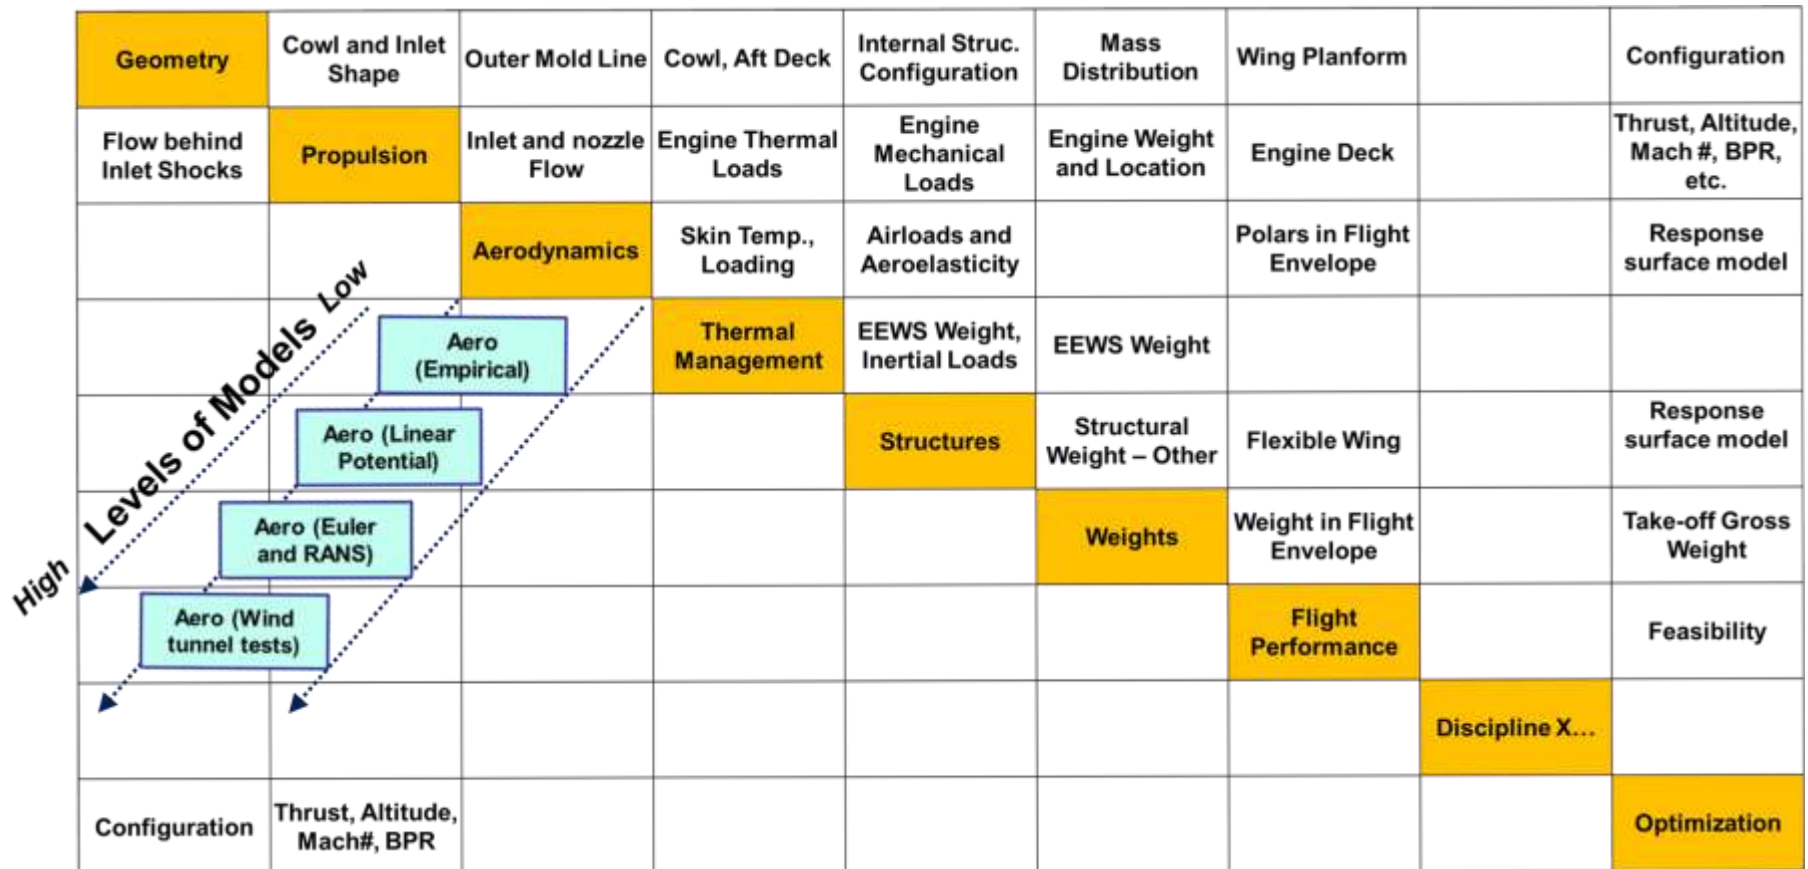 Geometry
Cowl and Inlet
Shape
Outer Mold Line
Cowl, Aft Deck
Internal Struc.
Configuration
Mass
Distribution
Wing Planform
Configuration
Flow behind
Inlet Shocks
Propulsion
Inlet and nozzle
Flow
Engine Thermal
Loads
Engine
Mechanical
Loads
Engine Weight
and Location
Engine Deck
Thrust, Altitude,
Mach #, BPR,
etc.
Aerodynamics
Skin Temp.,
Loading
Airloads and
Aeroelasticity
Polars in Flight
Envelope
Response
surface model
High
Levels of Models
Low
Aero
(Empirical)
Thermal
Management
EEWS Weight,
Inertial Loads
EEWS Weight
Aero (Linear
Potential)
Structures
Structural
Weight – Other
Flexible Wing
Response
surface model
Aero (Euler
and RANS)
Weights
Weight in Flight
Envelope
Take-off Gross
Weight
Aero (Wind
tunnel tests)
Flight
Performance
Feasibility
Discipline X…
Configuration
Thrust, Altitude,
Mach#, BPR
Optimization